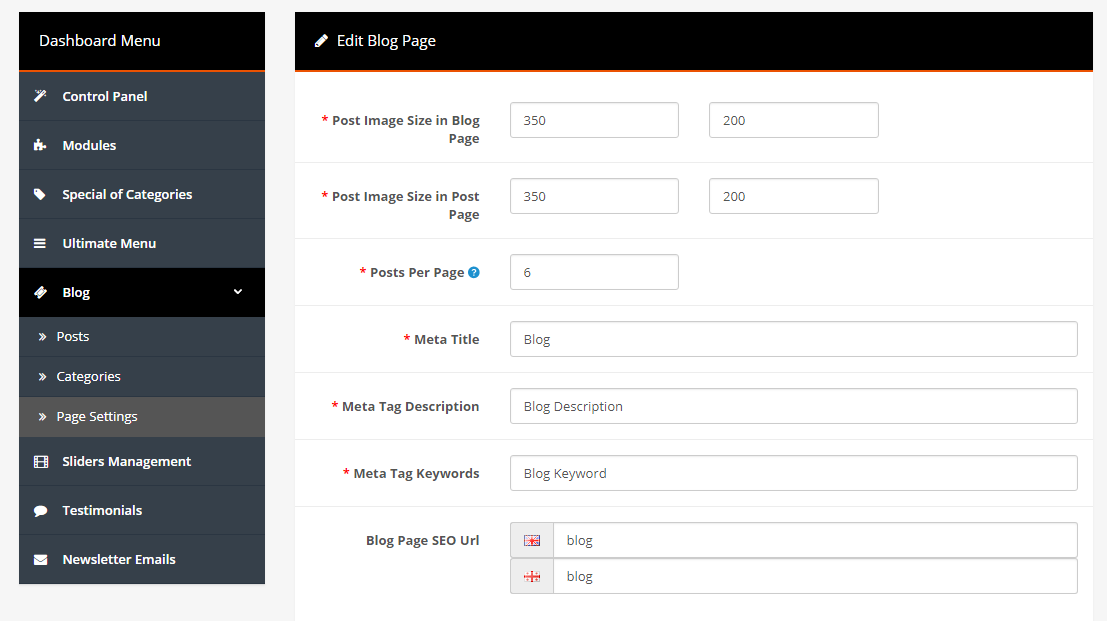 Dashboard Menu
Control Panel
Modules
Special of Categories
Ultimate Menu
Blog
Posts
Categories
Page Settings
Sliders Management
Testimonials
Newsletter Emails
Edit Blog Page
* Post Image Size in Blog
Page
350
200
* Post Image Size in Post
Page
350
200
* Posts Per Page ?
6
* Meta Title
Blog
* Meta Tag Description
Blog Description
* Meta Tag Keywords
Blog Keyword
Blog Page SEO Url
blog
blog